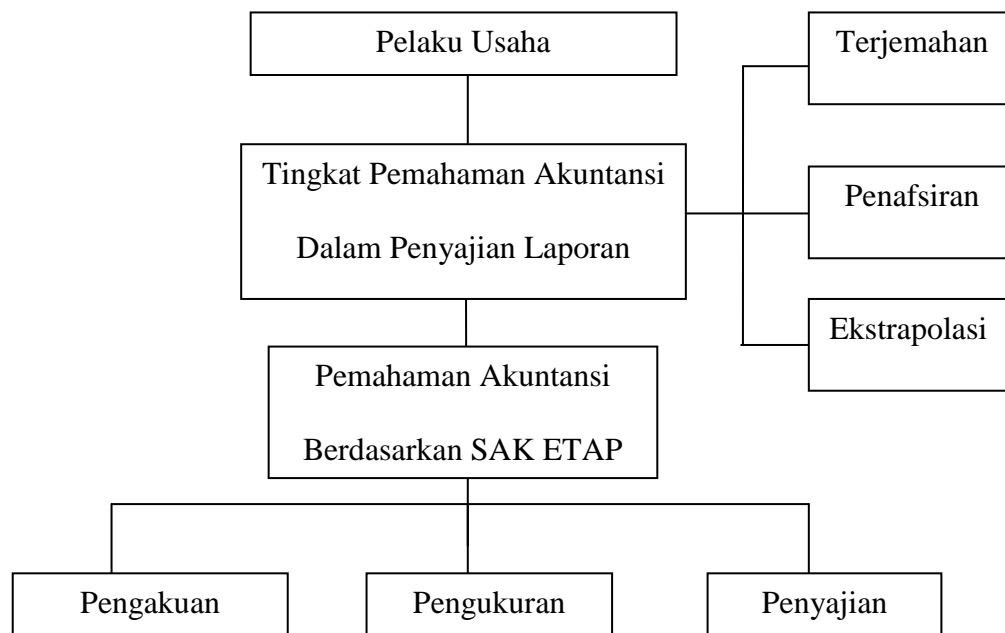 Pelaku Usaha
Terjemahan
Tingkat Pemahaman Akuntansi
Dalam Penyajian Laporan
Penafsiran
Ekstrapolasi
Pemahaman Akuntansi
Berdasarkan SAK ETAP
Pengakuan
Pengukuran
Penyajian